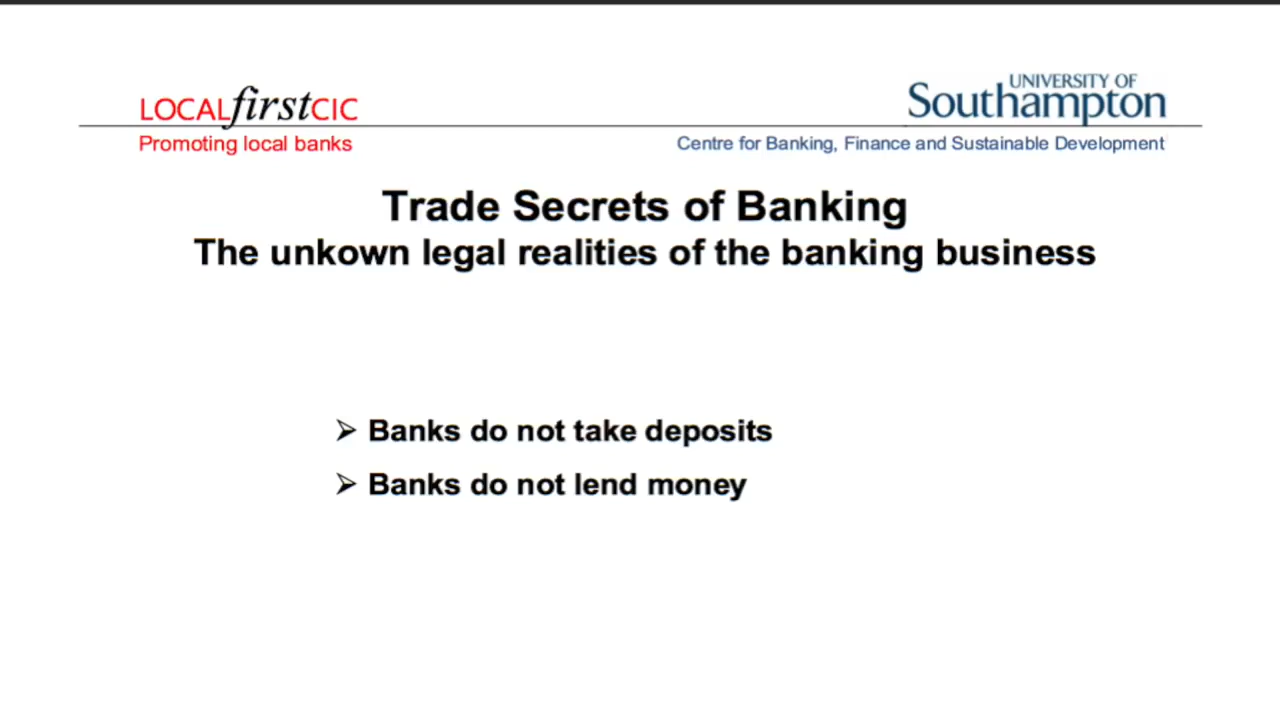 LOCALfirstCIC
Promoting local banks
UNIVERSITY OF
Southampton
Centre for Banking, Finance and Sustainable Development
Trade Secrets of Banking
The unkown legal realities of the banking business
➢ Banks do not take deposits
➢ Banks do not lend money